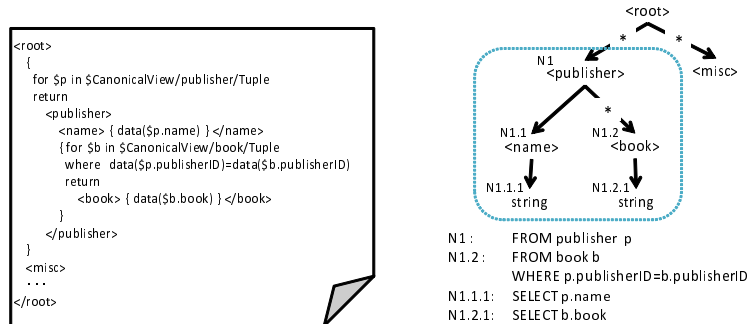 <root>
{
for $p in $CanonicalView/publisher/Tuple
return
<publisher>
<name> { data($p.name) } </name>
{ for $b in $CanonicalView/book/Tuple
where data($p.publisherID)=data($b.publisherID)
return
<book> { data($b.book) } </book>
}
</publisher>
}
<misc>
. . .
</root>
<root>
* *
N1
<publisher> <misc>
*
N1.1 N1.2
<name> <book>
N1.1.1 N1.2.1
string string
N1 : FROM publisher p
N1.2 : FROM book b
WHERE p.publisherID=b.publisherID
N1.1.1: SELECT p.name
N1.2.1: SELECT b.book